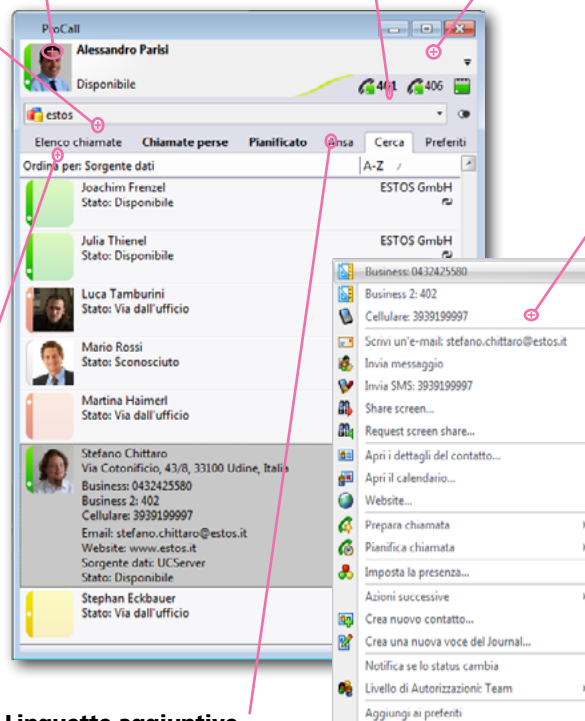 ProCall
Alessandro Parisi
Disponibile
401 406
estos
Elenco chiamate Chiamate perse Pianificato Ansa Cerca Preferiti
Ordina per: Sorgente dati A-Z
Joachim Frenzel ESTOS GmbH
Stato: Disponibile
Julia Thienel ESTOS GmbH
Stato: Disponibile
Luca Tamburini
Stato: Via dall'ufficio
Mario Rossi
Stato: Sconosciuto
Martina Haimerl
Stato: Via dall'ufficio
Stefano Chittaro
Via Cotonificio, 43/8, 33100 Udine, Italia
Business: 0432425580
Business 2: 402
Cellulare: 3939199997
Email: stefano.chittaro@estos.it
Website: www.estos.it
Sorgente dati: UCServer
Stato: Disponibile
Stephan Eckbauer
Stato: Via dall'ufficio
Business: 0432425580
Business 2: 402
Cellulare: 3939199997
Scrivi un'e-mail: stefano.chittaro@estos.it
Invia messaggio
Invia SMS: 3939199997
Share screen...
Request screen share...
Apri i dettagli del contatto...
Apri il calendario...
Website...
Prepara chiamata
Pianifica chiamata
Imposta la presenza...
Azioni successive
Crea nuovo contatto...
Crea una nuova voce del Journal...
Notifica se lo status cambia
Livello di Autorizzazioni: Team
Aggiungi ai preferiti
Linguette aggiuntive